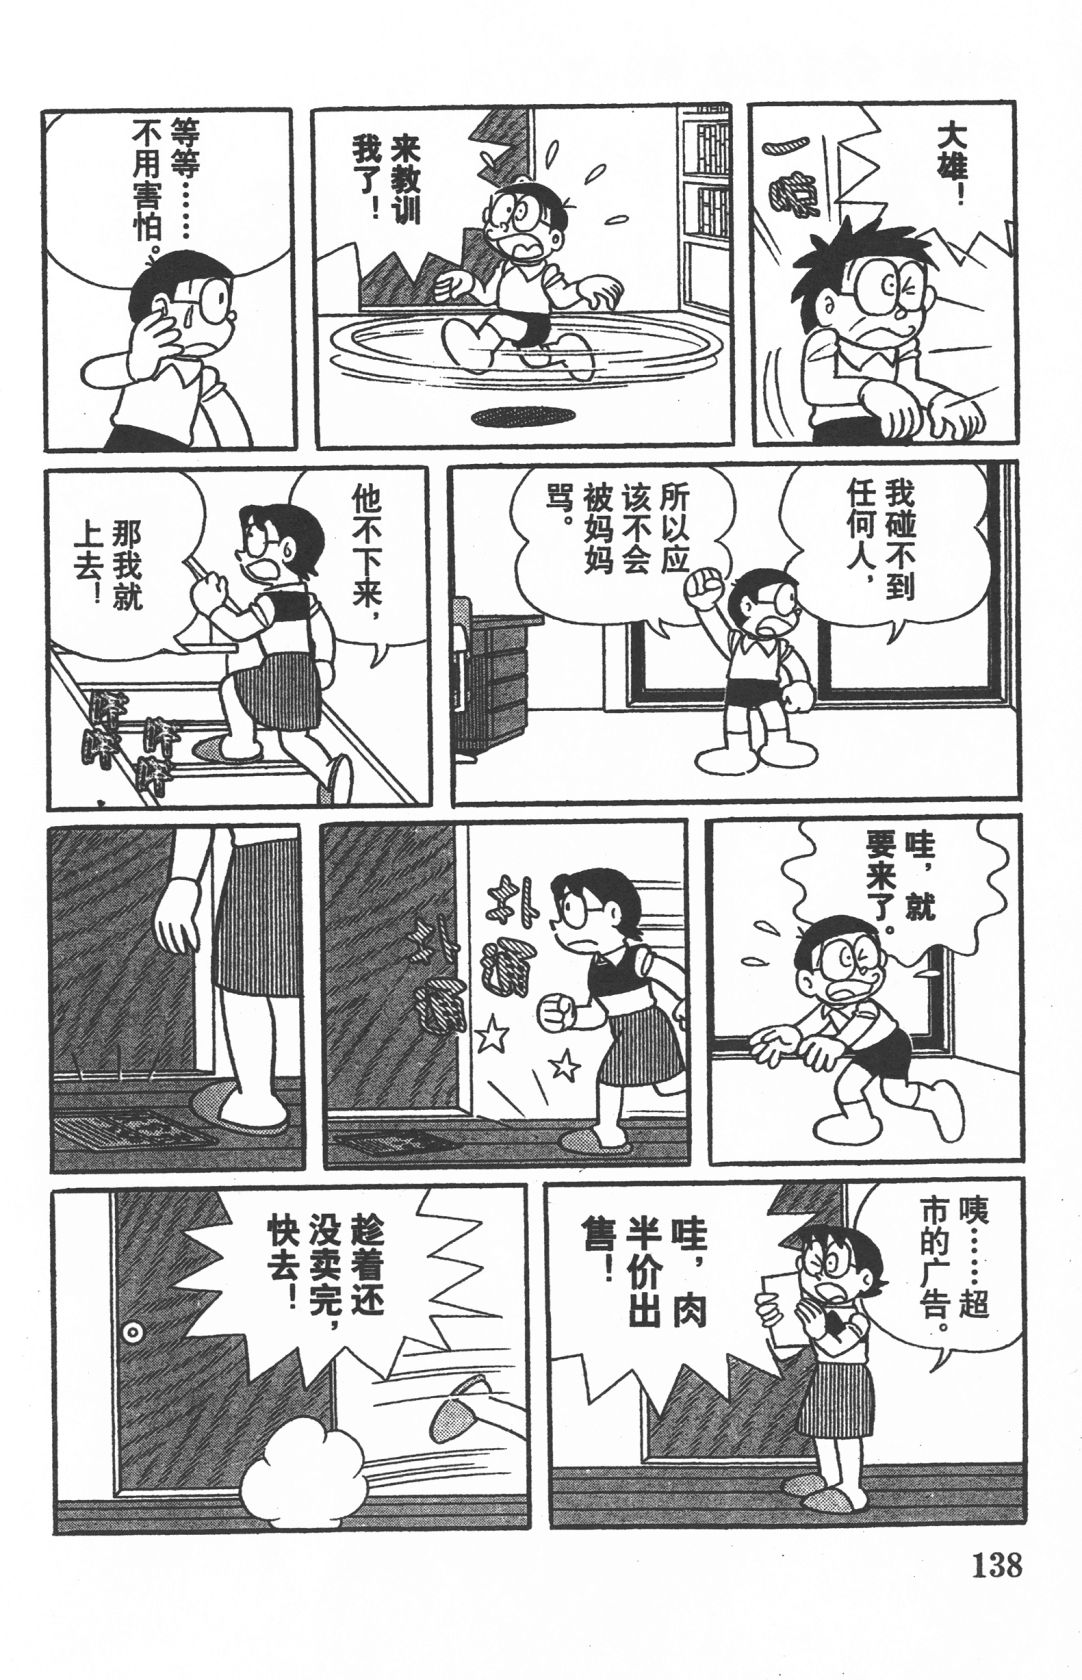 大雄！
来教训
我了！
等等……
不用害怕。
我碰不到
任何人，
所以应
该不会
被妈妈
骂。
他不下来，
那我就
上去！
哇，就
要来了。
咦……超
市的广告。
哇，肉
半价出
售！
趁着还
没卖完，
快去！
138